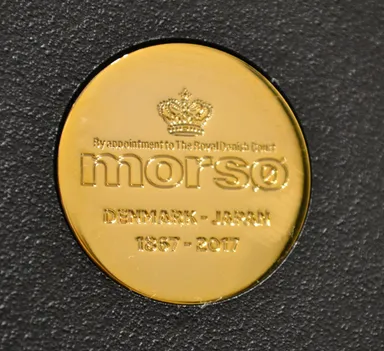 By appointment to The Royal Danish Court
morsø
DENMARK - JAPAN
1867 - 2017